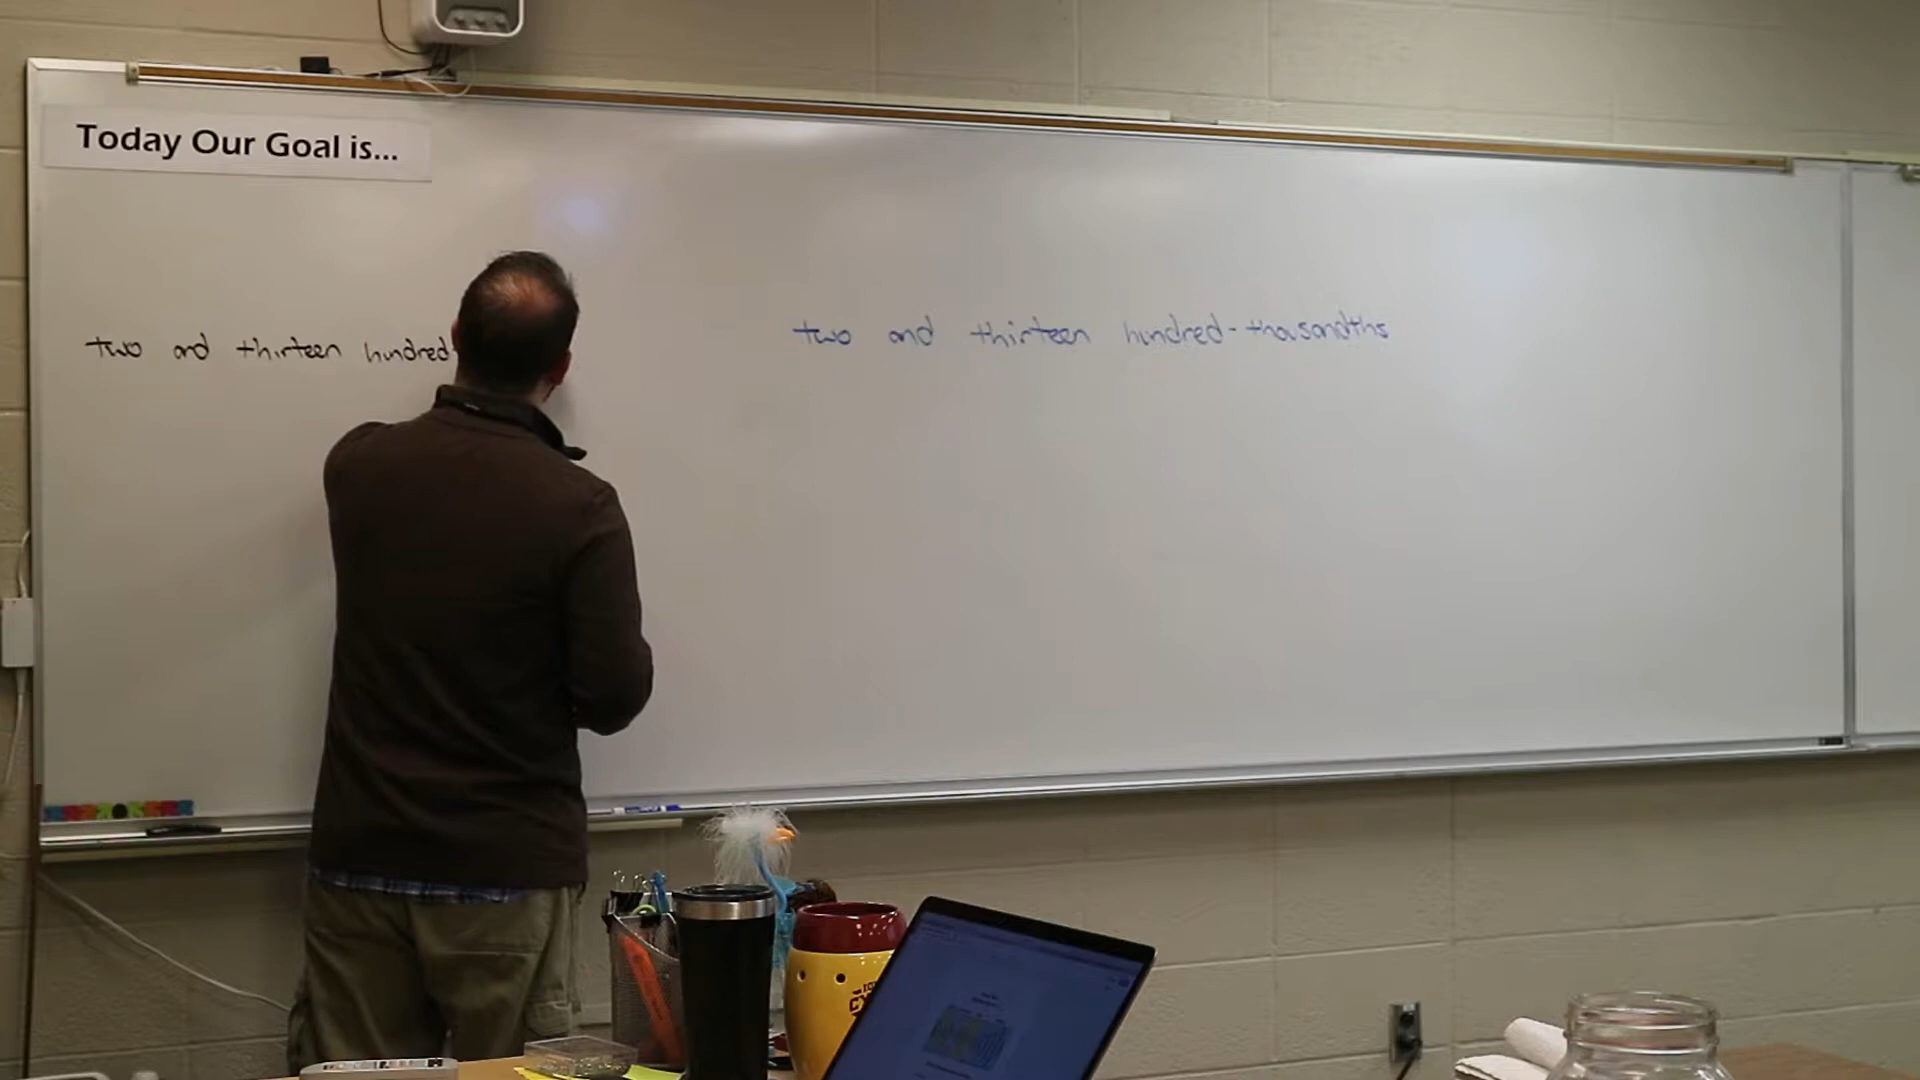 Today Our Goal is...
two and thirteen hundred
two and thirteen hundred-thousandths